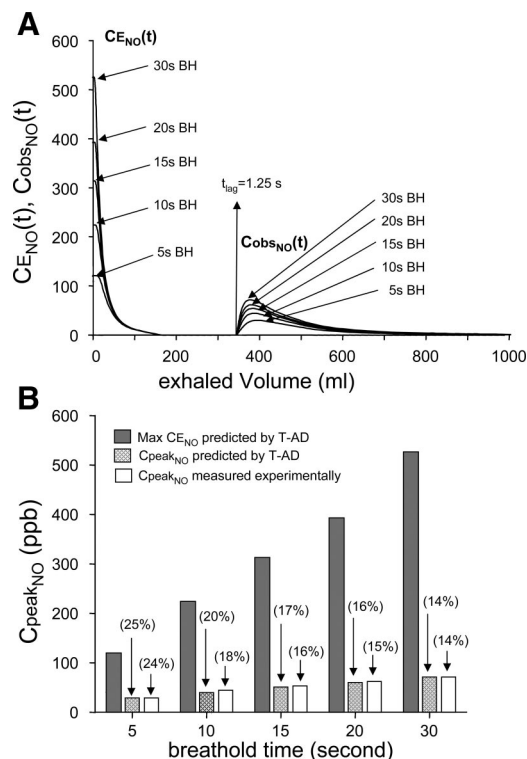 A
CE_NO(t)
600
500
400
300
200
100
0
CE_NO(t), Cobs_NO(t)
30s BH
20s BH
15s BH
10s BH
5s BH
t_lag=1.25 s
Cobs_NO(t)
30s BH
20s BH
15s BH
10s BH
5s BH
0 200 400 600 800 1000
exhaled Volume (ml)
B
600
500
400
300
200
100
0
Cpeak_NO (ppb)
Max CE_NO predicted by T-AD
Cpeak_NO predicted by T-AD
Cpeak_NO measured experimentally
(25%) (20%) (17%) (16%) (14%)
(24%) (18%) (16%) (15%) (14%)
5 10 15 20 30
breathold time (second)